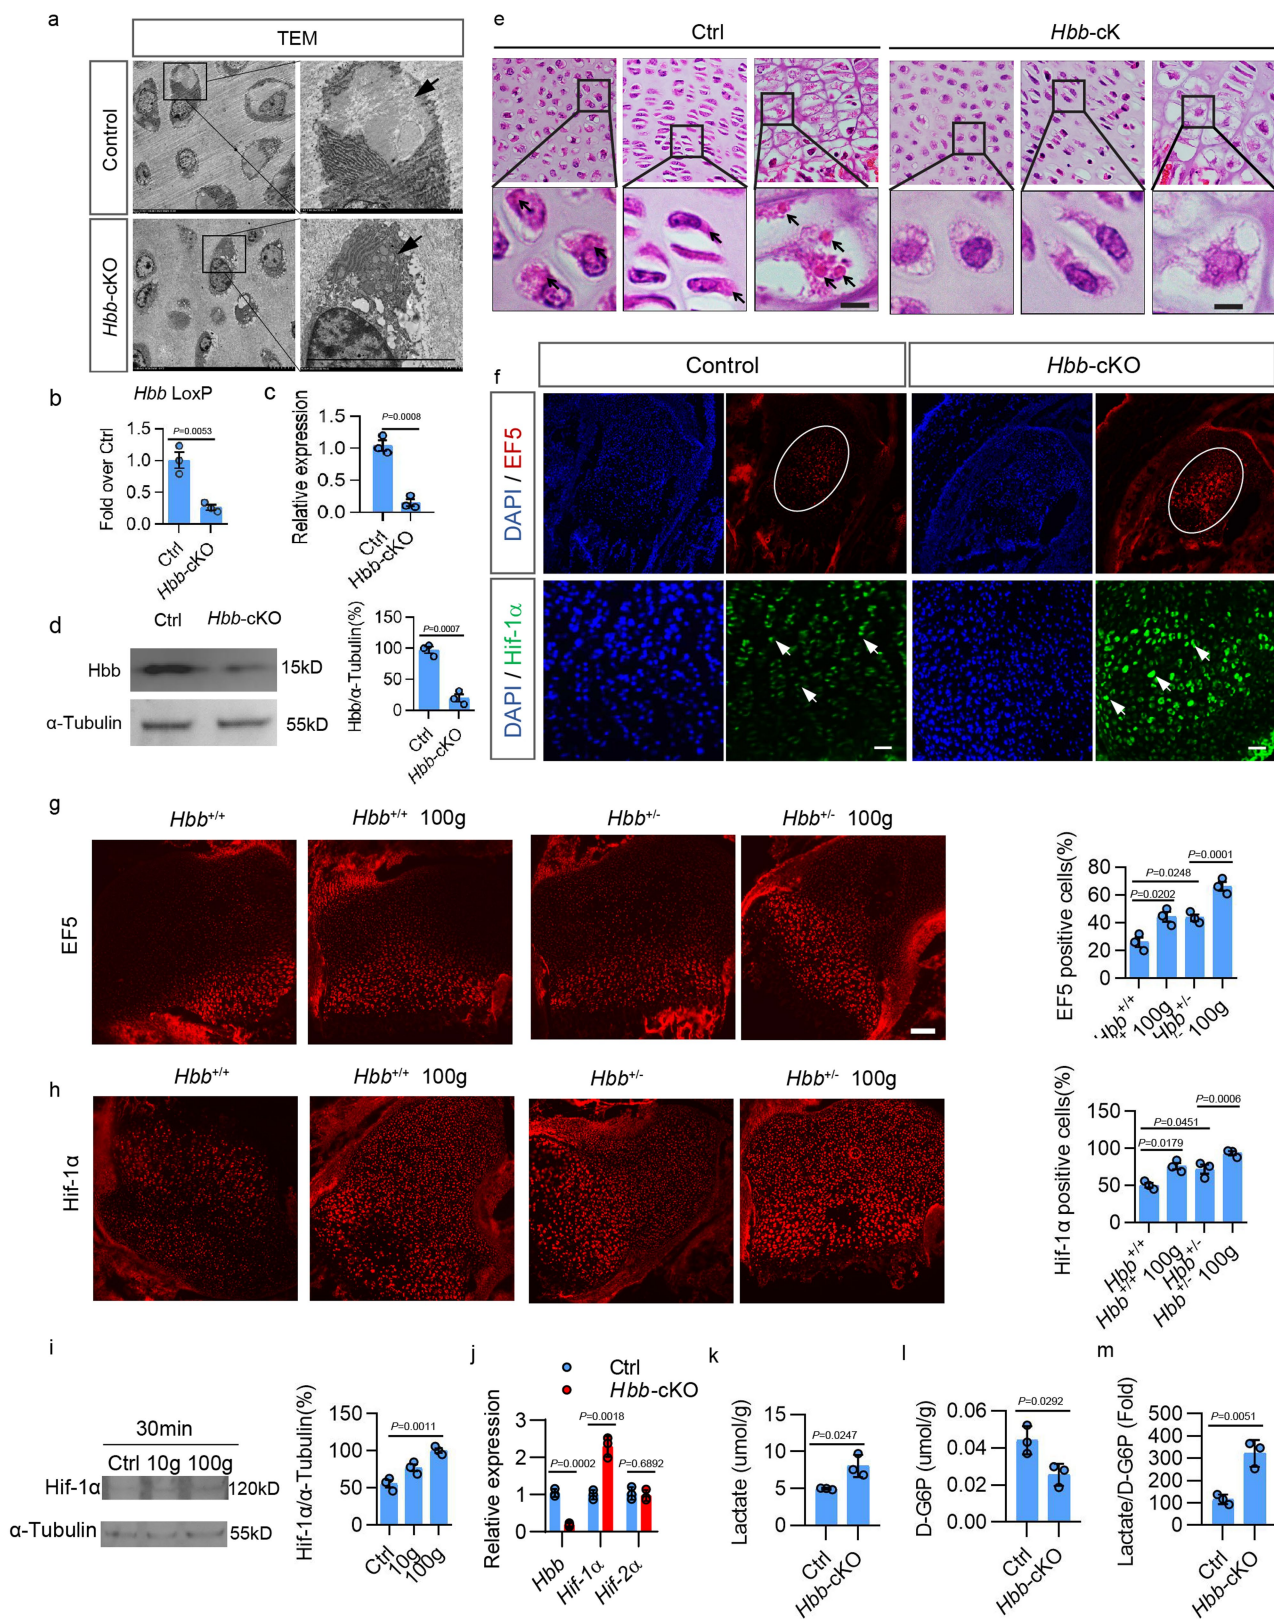 a
TEM
Control
Hbb-cKO
b
Hbb LoxP
Fold over Ctrl
1.5
1.0
0.5
0.0
P=0.0053
Ctrl
Hbb-cKO
c
Relative expression
1.5
1.0
0.5
0.0
P=0.0008
Ctrl
Hbb-cKO
d
Ctrl
Hbb-cKO
Hbb
15kD
α-Tubulin
55kD
Hbb/α-Tubulin(%)
150
100
50
0
P=0.0007
Ctrl
Hbb-cKO
e
Ctrl
Hbb-cK
f
Control
Hbb-cKO
DAPI / EF5
DAPI / Hif-1α
g
Hbb+/+
Hbb+/+ 100g
Hbb+/-
Hbb+/- 100g
EF5
EF5 positive cells(%)
80
60
40
20
0
P=0.0001
P=0.0248
P=0.0202
Hbb+/+
+ 100g
Hbb+/-
/- 100g
h
Hbb+/+
Hbb+/+ 100g
Hbb+/-
Hbb+/- 100g
Hif-1α
Hif-1α positive cells(%)
150
100
50
0
P=0.0006
P=0.0451
P=0.0179
Hbb+/+
Hbb+/+ 100g
Hbb+/-
Hbb+/- 100g
i
30min
Ctrl 10g 100g
Hif-1α
120kD
α-Tubulin
55kD
Hif-1α/α-Tubulin(%)
150
100
50
0
P=0.0011
Ctrl
10g
100g
j
Ctrl
Hbb-cKO
Relative expression
4
3
2
1
0
P=0.0018
P=0.0002
P=0.6892
Hbb
Hif-1α
Hif-2α
k
Lactate (umol/g)
15
10
5
0
P=0.0247
Ctrl
Hbb-cKO
l
D-G6P (umol/g)
0.06
0.04
0.02
0.00
P=0.0292
Ctrl
Hbb-cKO
m
Lactate/D-G6P (Fold)
500
400
300
200
100
0
P=0.0051
Ctrl
Hbb-cKO